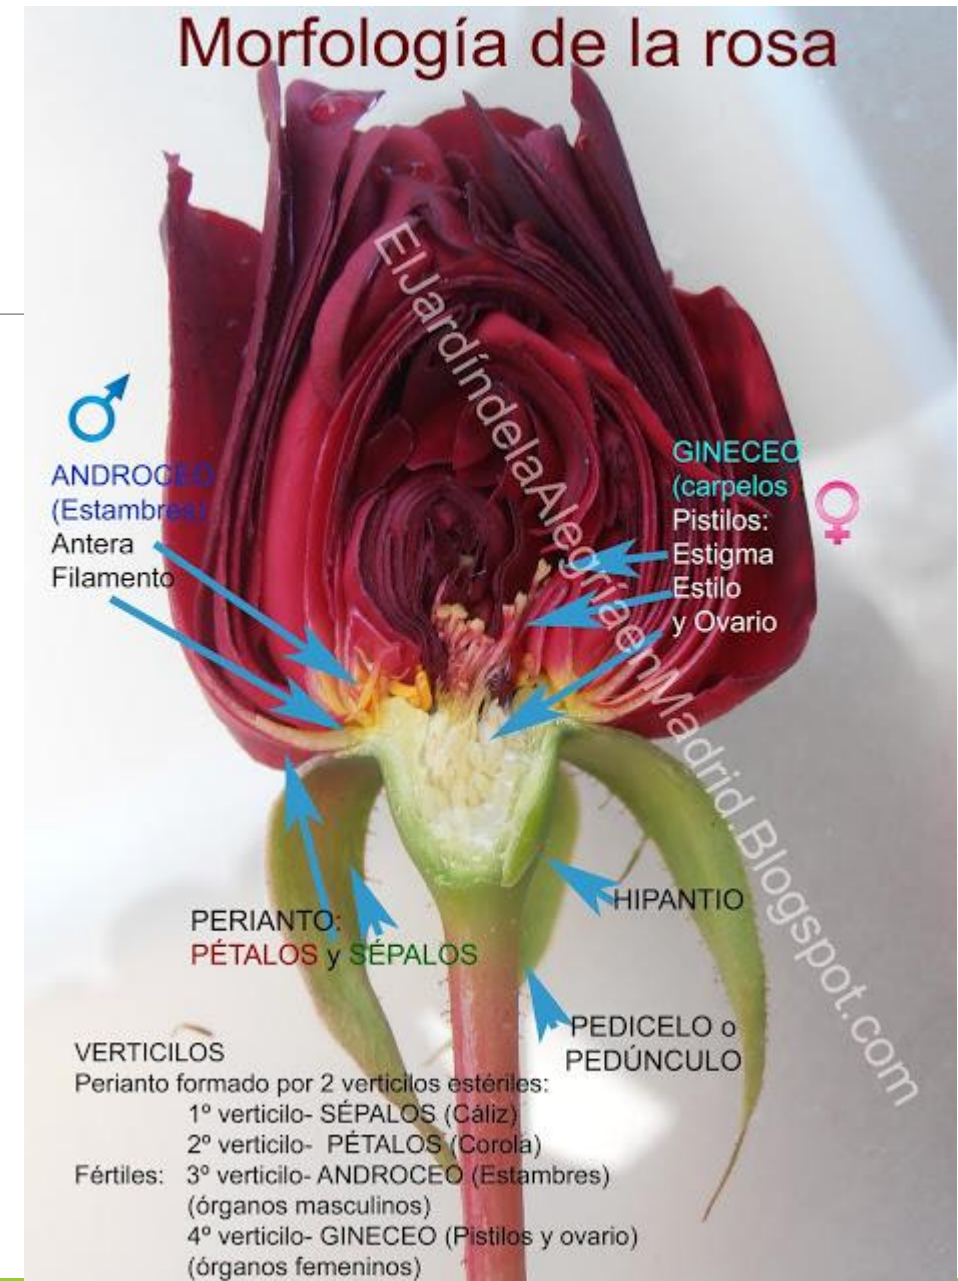 Morfología de la rosa
ElJardíndelaAlegríaenMadrid.Blogspot.com
ANDROCEO
(Estambres)
Antera
Filamento
GINECEO
(carpelos)
Pistilos:
Estigma
Estilo
y Ovario
HIPANTIO
PERIANTO:
PÉTALOS y SÉPALOS
PEDICELO o
PEDÚNCULO
VERTICILOS
Perianto formado por 2 verticilos estériles:
1º verticilo- SÉPALOS (Cáliz)
2º verticilo- PÉTALOS (Corola)
Fértiles: 3º verticilo- ANDROCEO (Estambres)
(órganos masculinos)
4º verticilo- GINECEO (Pistilos y ovario)
(órganos femeninos)